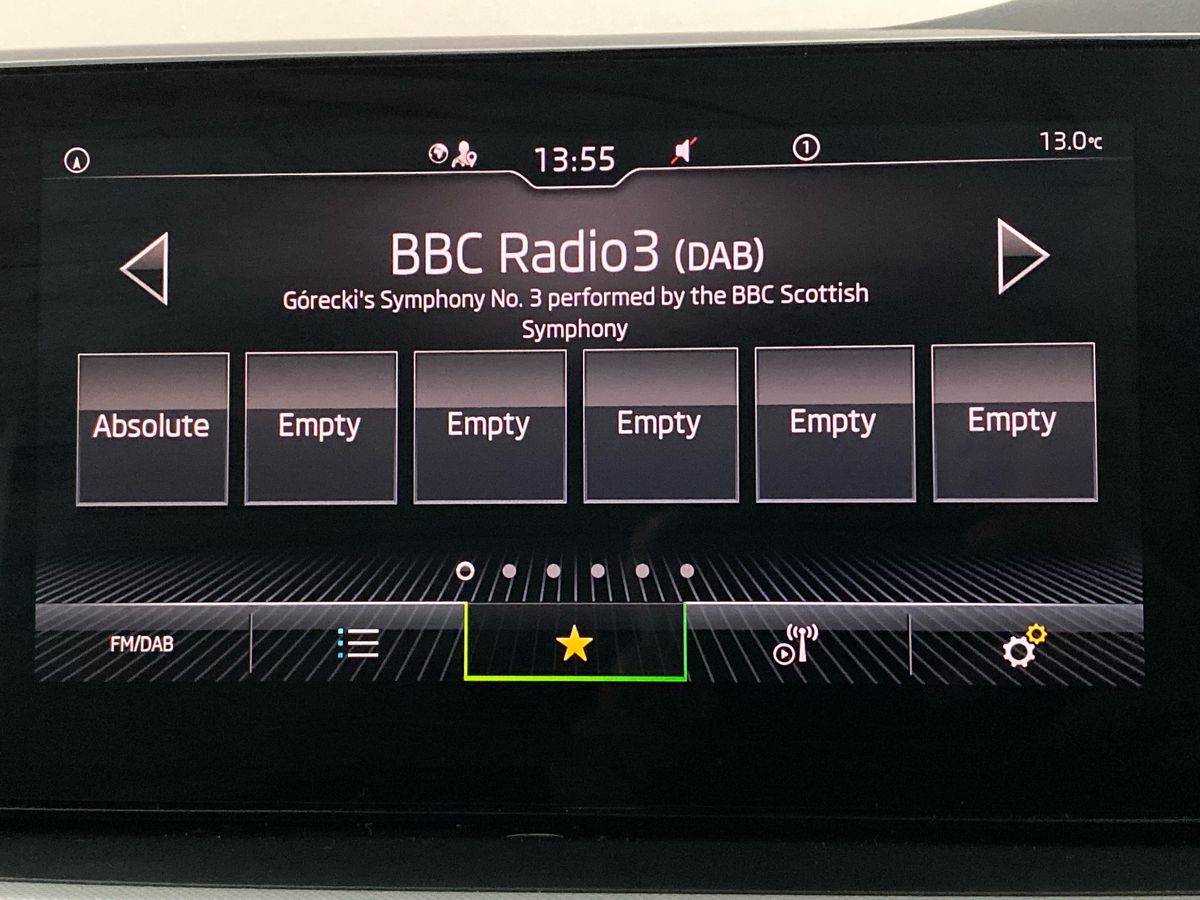 13:55
1
13.0°C
BBC Radio3 (DAB)
Górecki's Symphony No. 3 performed by the BBC Scottish
Symphony
Absolute
Empty
Empty
Empty
Empty
Empty
FM/DAB